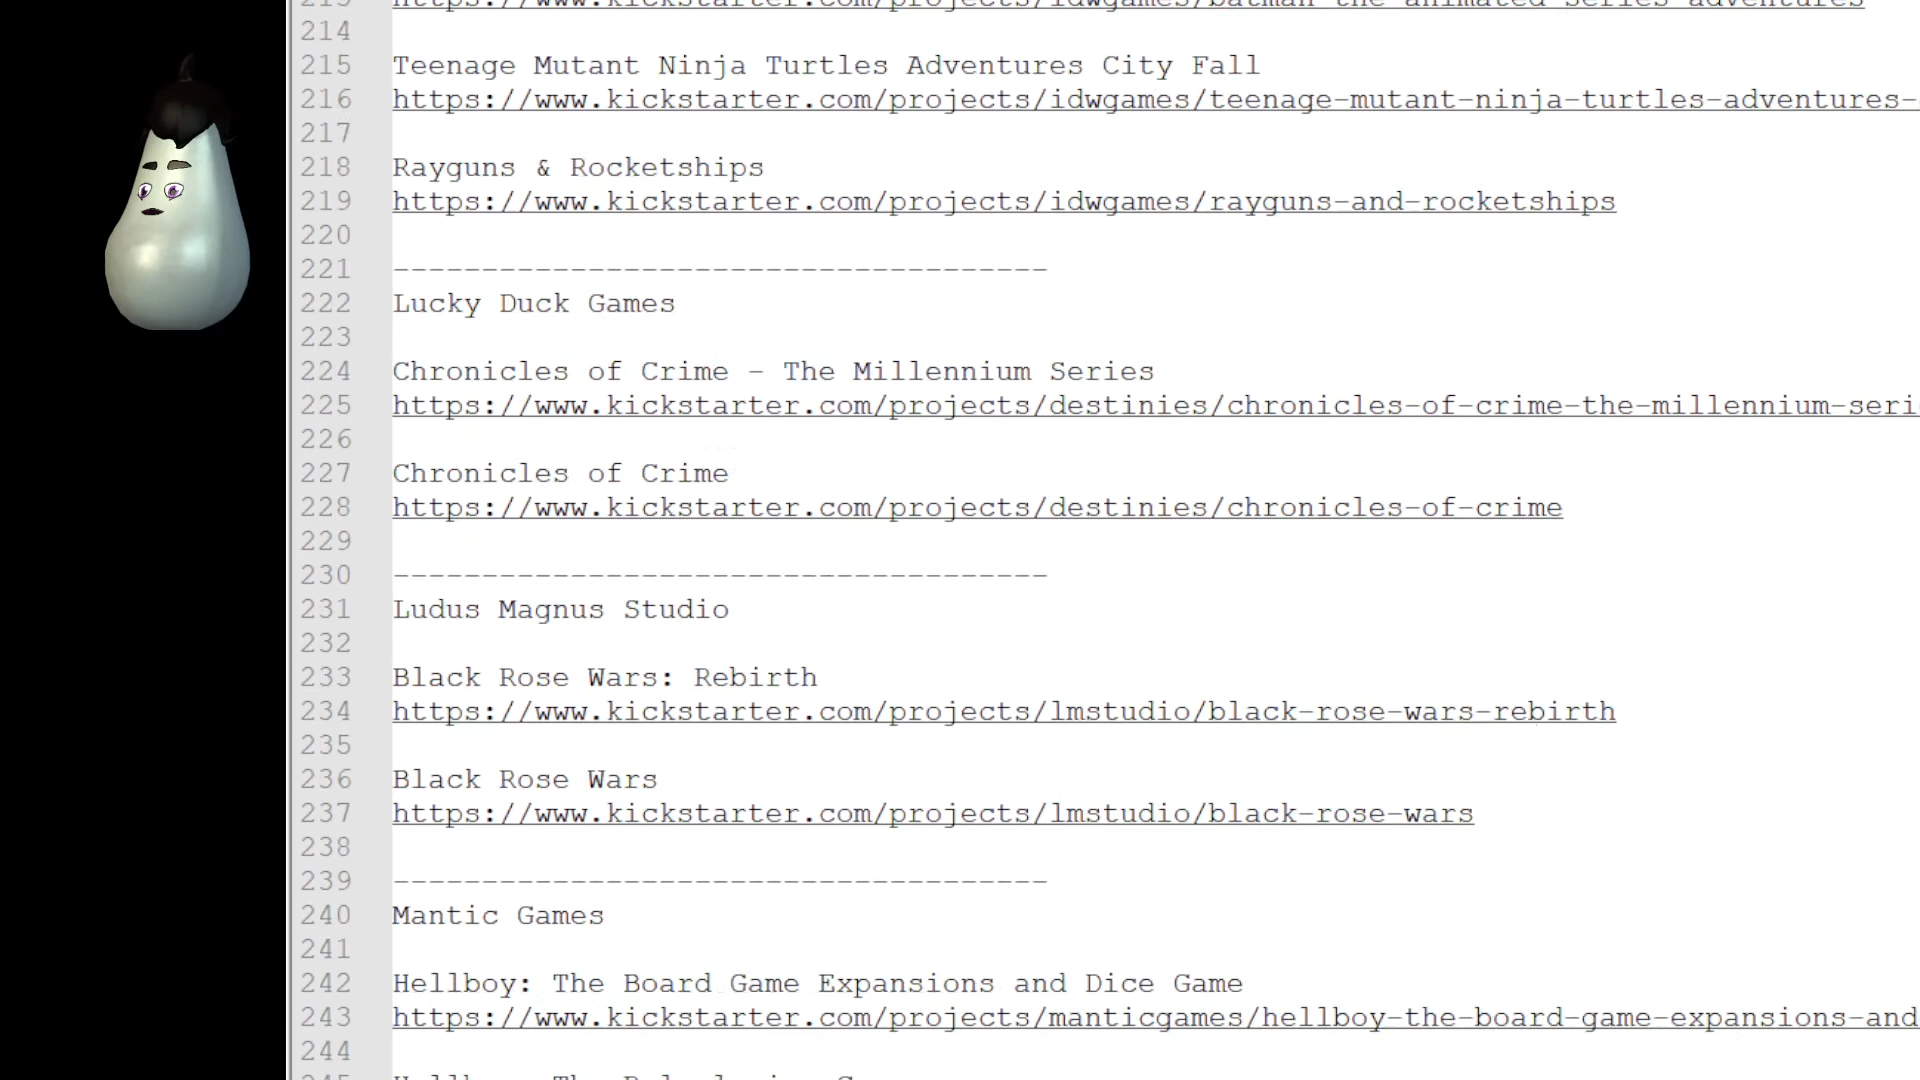 214
215 Teenage Mutant Ninja Turtles Adventures City Fall
216 https://www.kickstarter.com/projects/idwgames/teenage-mutant-ninja-turtles-adventures-
217
218 Rayguns & Rocketships
219 https://www.kickstarter.com/projects/idwgames/rayguns-and-rocketships
220
221 -------------------------------------
222 Lucky Duck Games
223
224 Chronicles of Crime - The Millennium Series
225 https://www.kickstarter.com/projects/destinies/chronicles-of-crime-the-millennium-seri
226
227 Chronicles of Crime
228 https://www.kickstarter.com/projects/destinies/chronicles-of-crime
229
230 -------------------------------------
231 Ludus Magnus Studio
232
233 Black Rose Wars: Rebirth
234 https://www.kickstarter.com/projects/lmstudio/black-rose-wars-rebirth
235
236 Black Rose Wars
237 https://www.kickstarter.com/projects/lmstudio/black-rose-wars
238
239 -------------------------------------
240 Mantic Games
241
242 Hellboy: The Board Game Expansions and Dice Game
243 https://www.kickstarter.com/projects/manticgames/hellboy-the-board-game-expansions-and
244